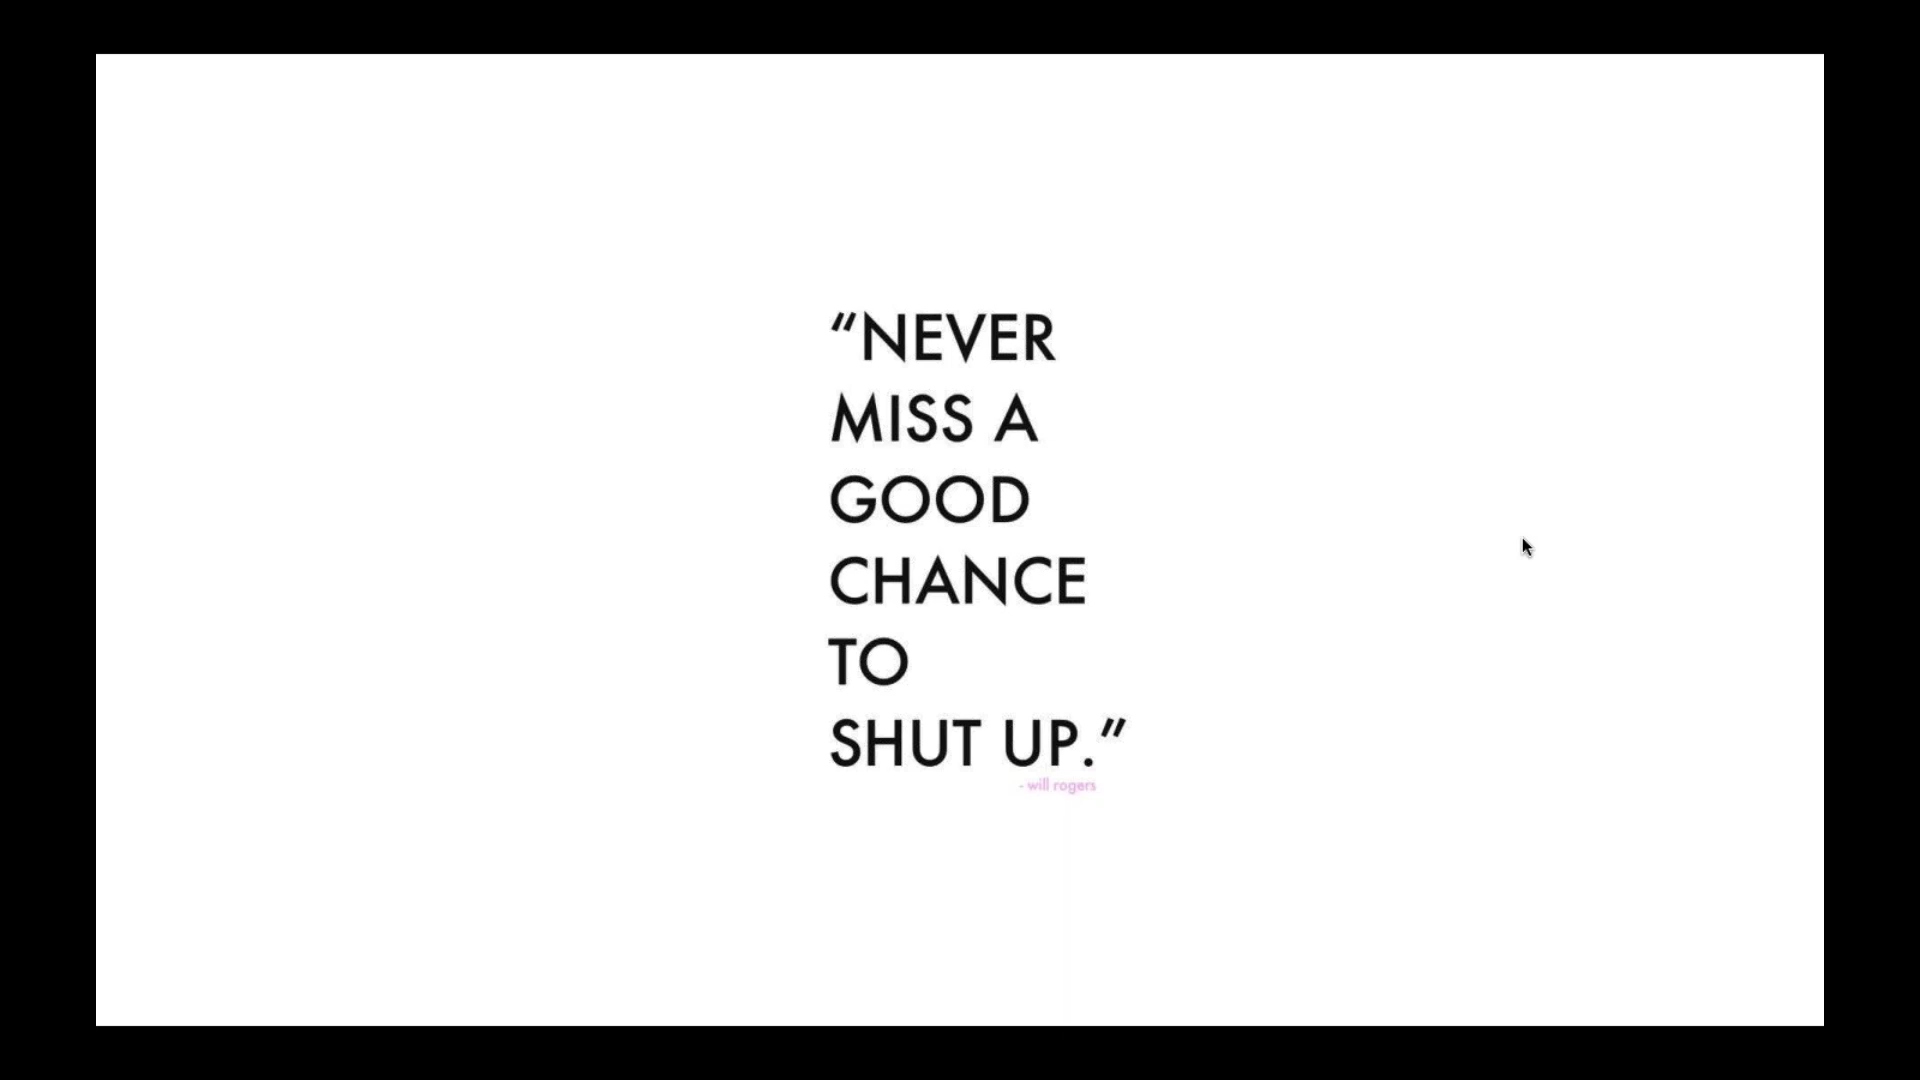 “NEVER
MISS A
GOOD
CHANCE
TO
SHUT UP.”
- will rogers